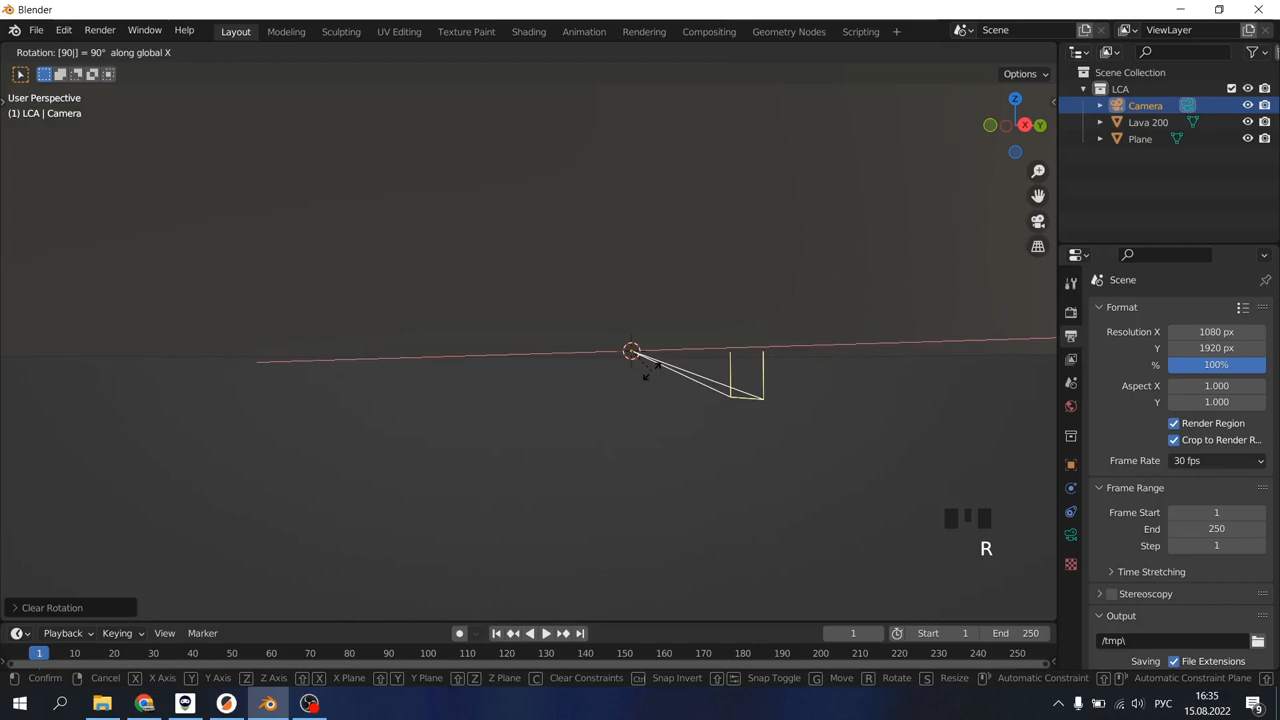 Blender
File Edit Render Window Help Layout Modeling Sculpting UV Editing Texture Paint Shading Animation Rendering Compositing Geometry Nodes Scripting + Scene ViewLayer
Rotation: [90|] = 90° along global X
Options
User Perspective
(1) LCA | Camera
Z
X
Y
Scene Collection
LCA
Camera
Lava 200
Plane
Scene
Format
Resolution X 1080 px
Y 1920 px
% 100%
Aspect X 1.000
Y 1.000
Render Region
Crop to Render R...
Frame Rate 30 fps
Frame Range
Frame Start 1
End 250
Step 1
Time Stretching
Stereoscopy
Output
/tmp\
Saving File Extensions
R
Clear Rotation
Playback Keying View Marker 1 Start 1 End 250
1 10 20 30 40 50 60 70 80 90 100 110 120 130 140 150 160 170 180 190 200 210 220 230 240 250
Confirm Cancel X X Axis Y Y Axis Z Z Axis X X Plane Y Y Plane Z Z Plane C Clear Constraints Ctrl Snap Invert Snap Toggle G Move R Rotate S Resize Automatic Constraint Automatic Constraint Plane
РУС
16:35
15.08.2022
9